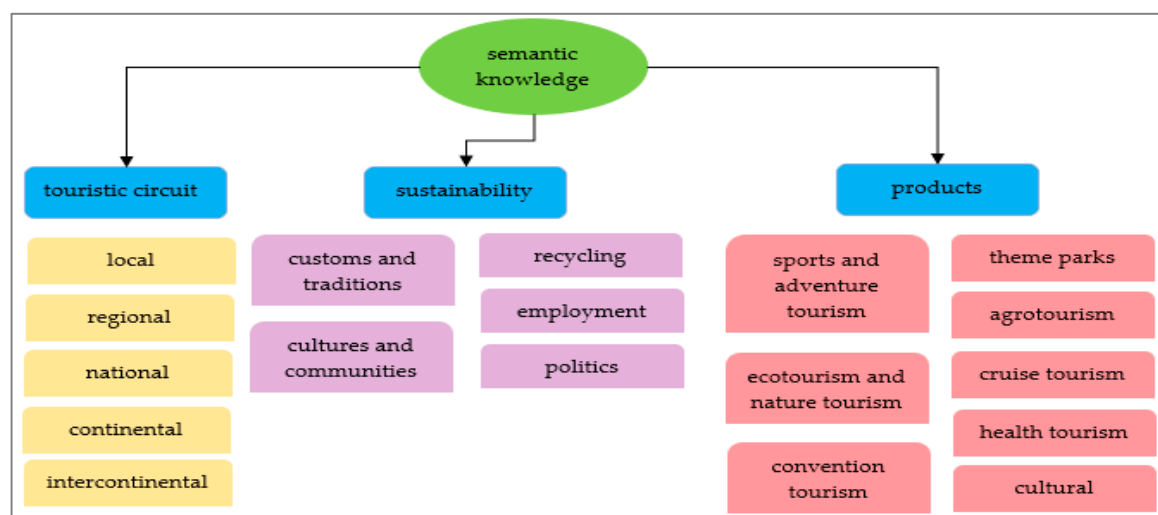 semantic
knowledge
touristic circuit
sustainability
products
local
regional
national
continental
intercontinental
customs and
traditions
cultures and
communities
recycling
employment
politics
sports and
adventure
tourism
ecotourism and
nature tourism
convention
tourism
theme parks
agrotourism
cruise tourism
health tourism
cultural